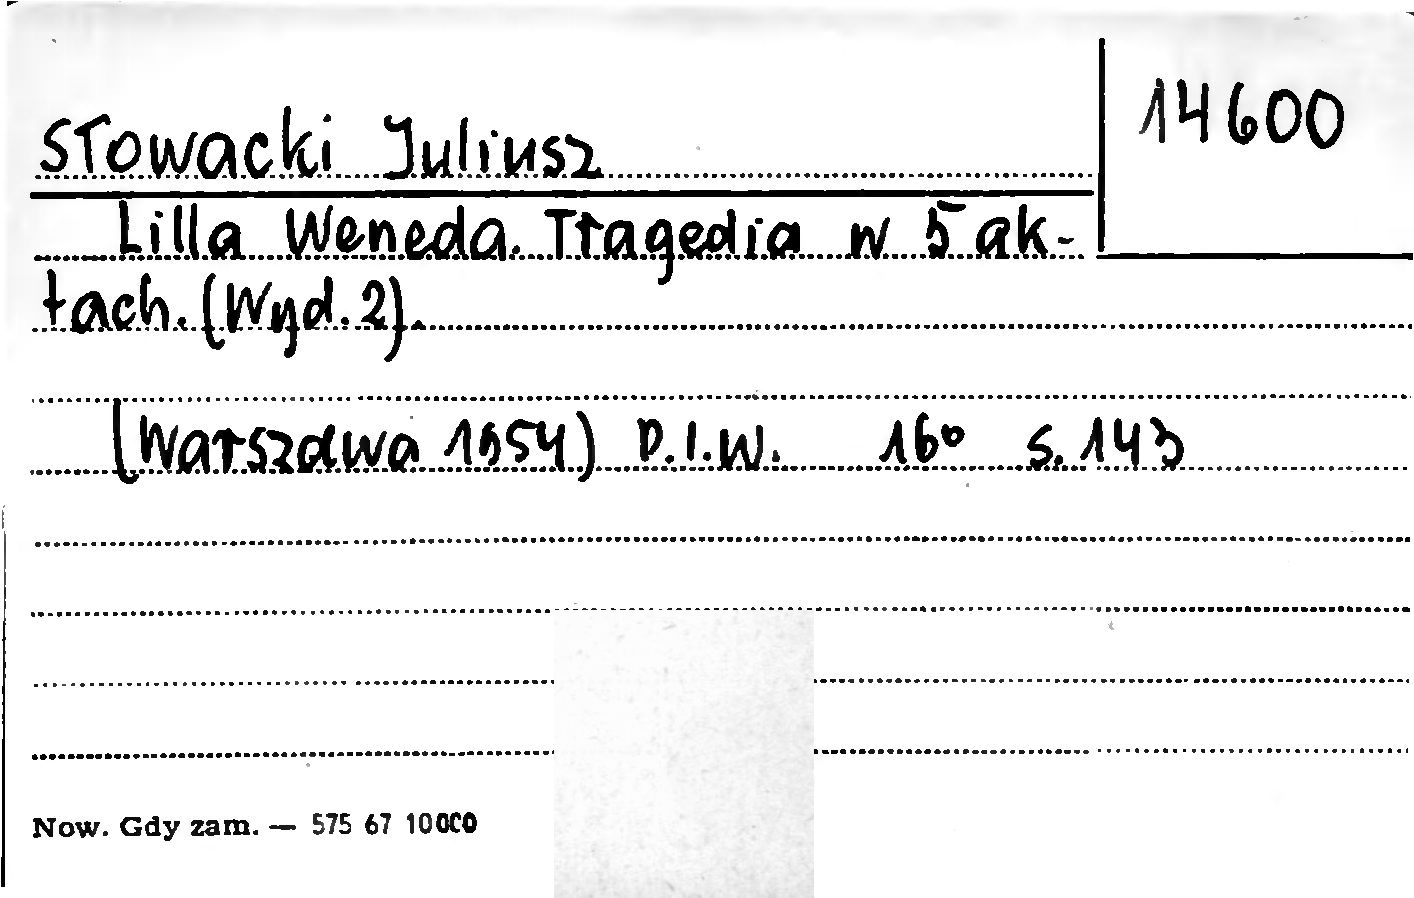 Słowacki Juliusz
14600
Lilla Weneda. Tragedia w 5 ak-
tach. (Wyd. 2).
(Warszawa 1954) P.I.W. 16° s. 143
Now. Gdy zam. — 575 67 10000